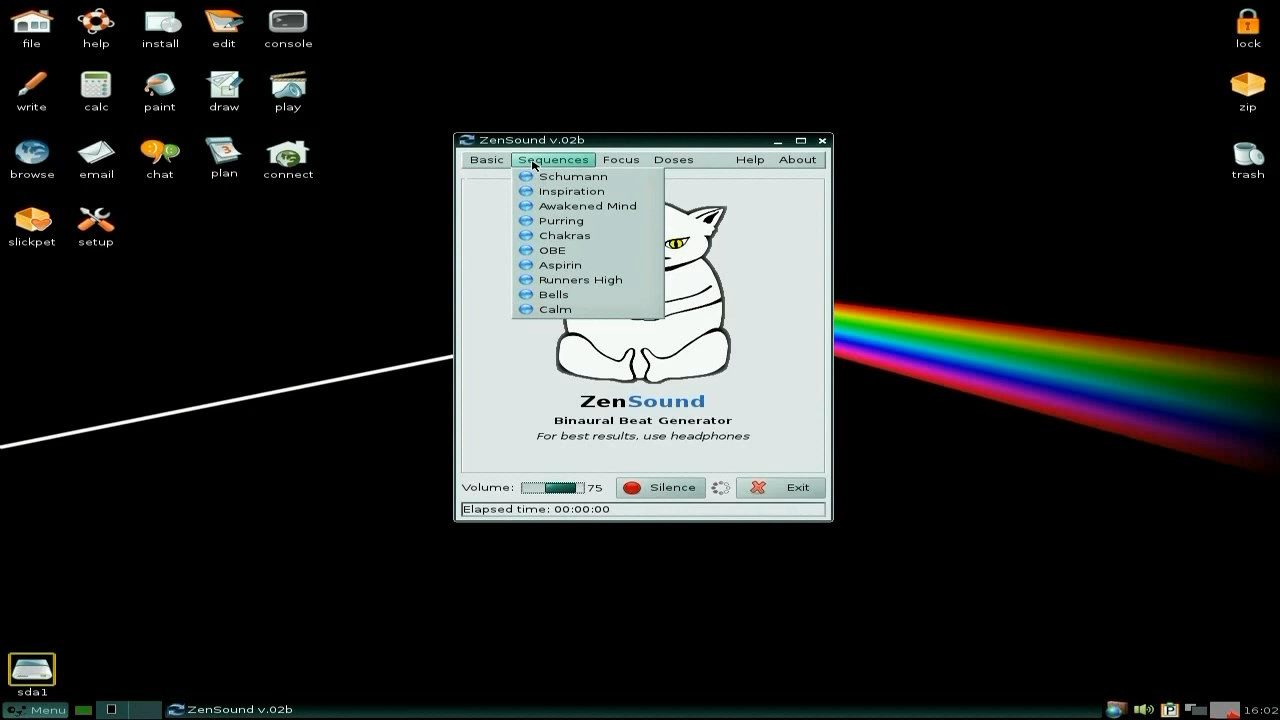 file
help
install
edit
console
lock
write
calc
paint
draw
play
zip
browse
email
chat
plan
connect
trash
slickpet
setup
ZenSound v.02b
Basic
Sequences
Focus
Doses
Help
About
Schumann
Inspiration
Awakened Mind
Purring
Chakras
OBE
Aspirin
Runners High
Bells
Calm
ZenSound
Binaural Beat Generator
For best results, use headphones
Volume:
75
Silence
Exit
Elapsed time: 00:00:00
sda1
Menu
ZenSound v.02b
P
16:02